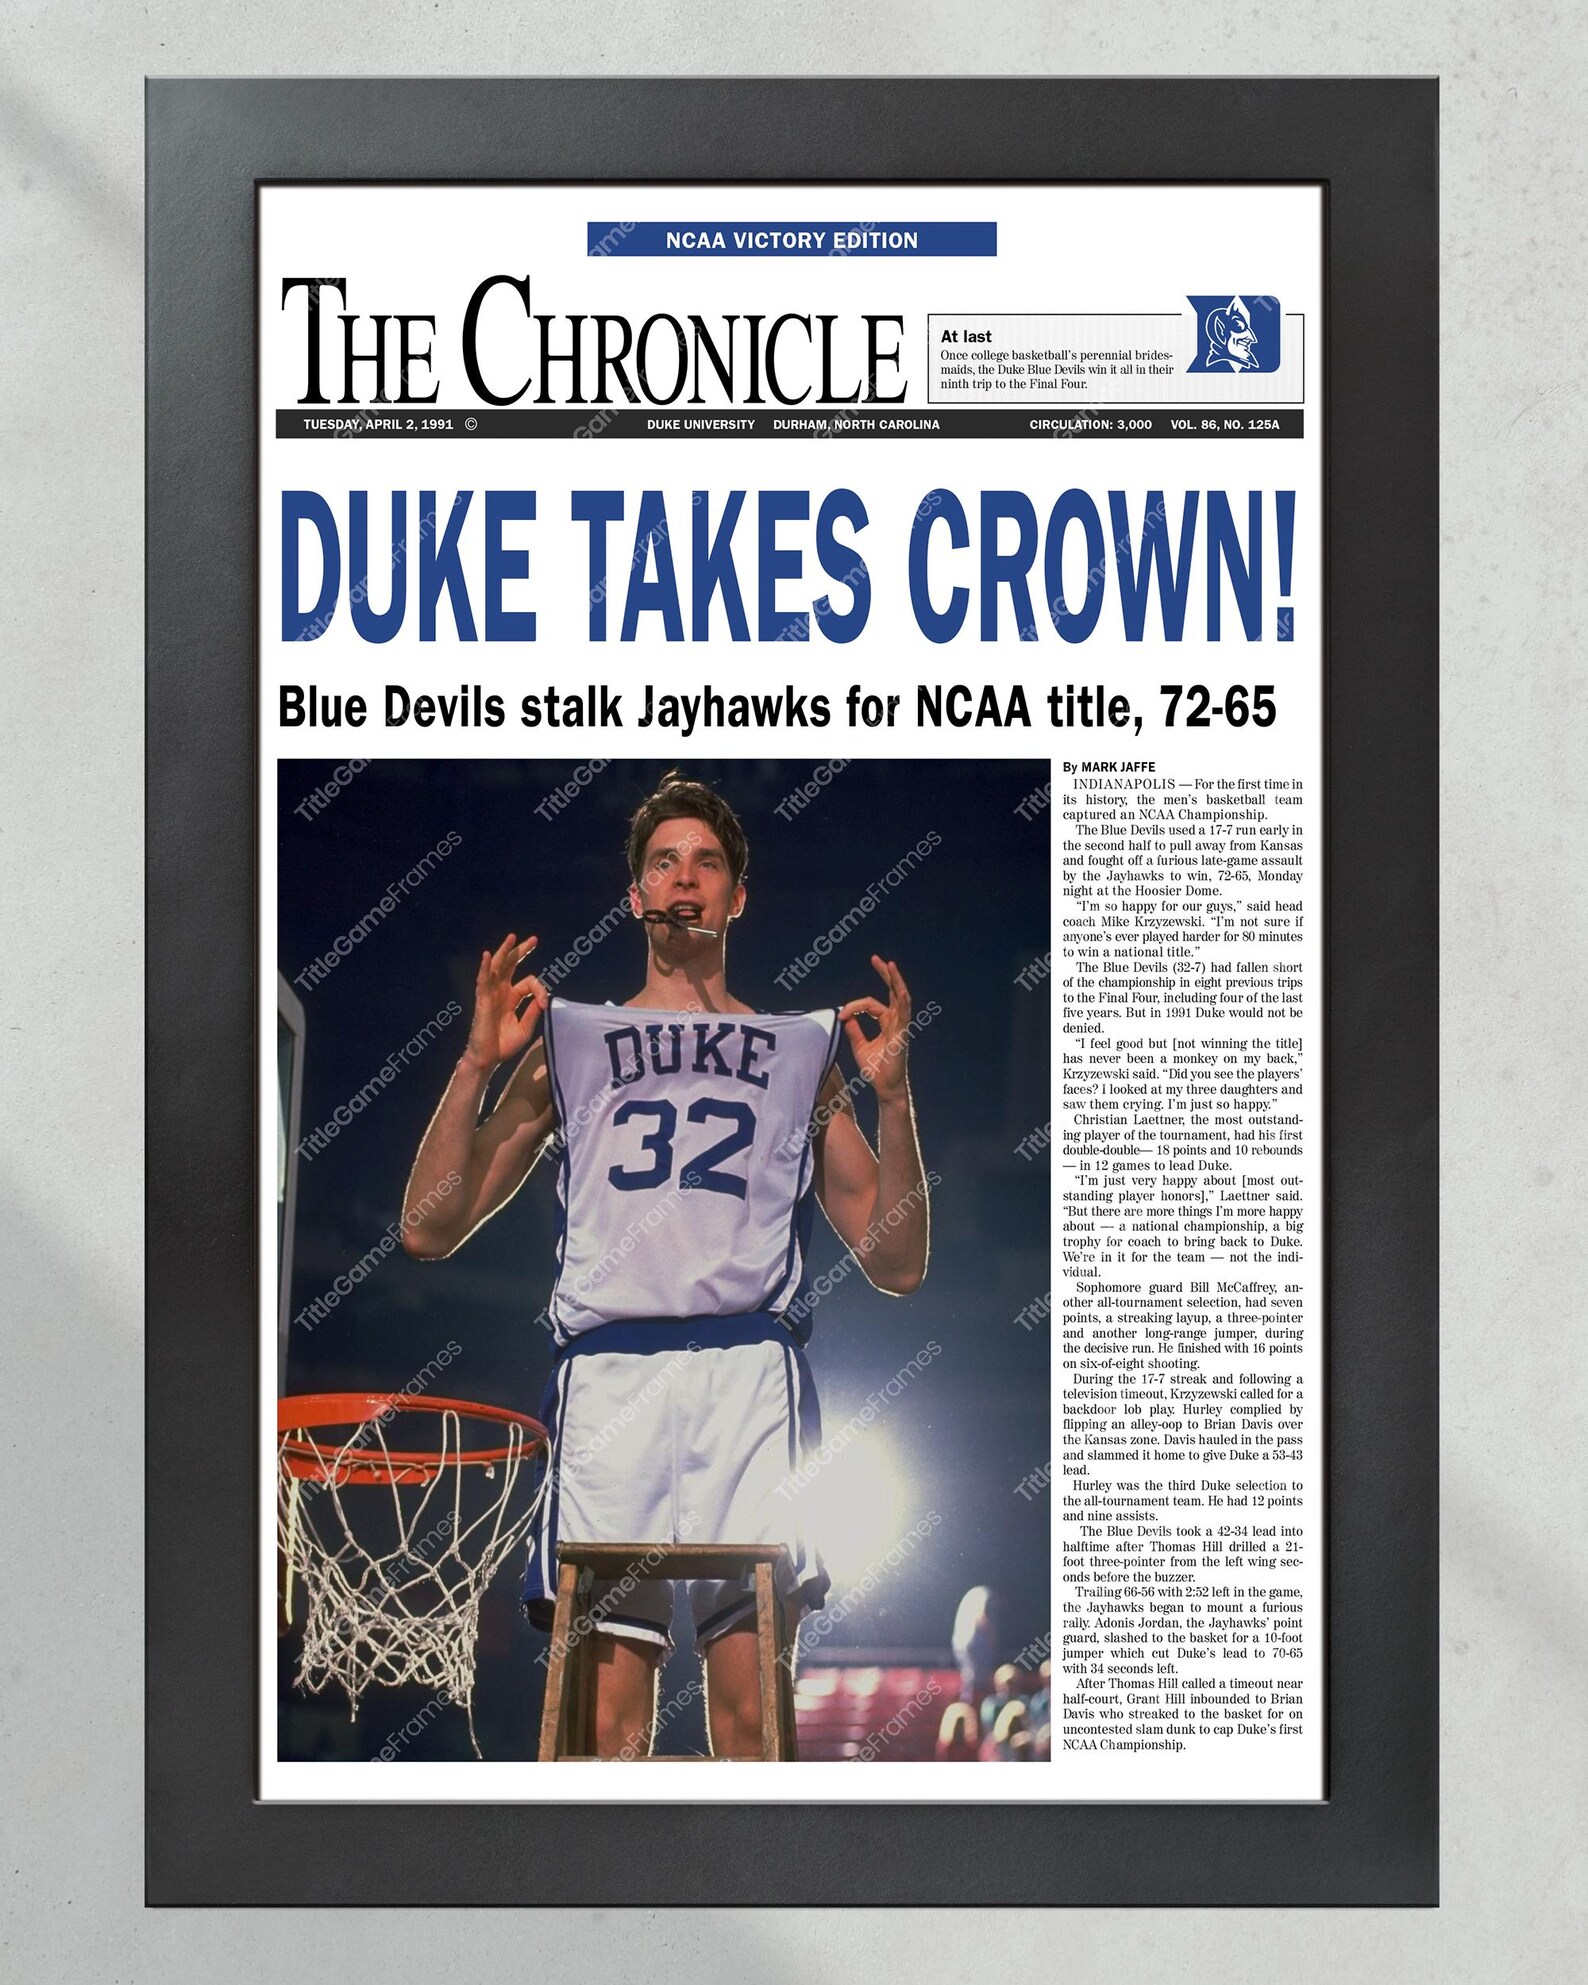 NCAA VICTORY EDITION
THE CHRONICLE
At last
Once college basketball's perennial brides-
maids, the Duke Blue Devils win it all in their
ninth trip to the Final Four.
TUESDAY, APRIL 2, 1991 © DUKE UNIVERSITY DURHAM, NORTH CAROLINA CIRCULATION: 3,000 VOL. 86, NO. 125A
DUKE TAKES CROWN!
Blue Devils stalk Jayhawks for NCAA title, 72-65
DUKE
32
By MARK JAFFE
INDIANAPOLIS — For the first time in
its history, the men's basketball team
captured an NCAA Championship.
The Blue Devils used a 17-7 run early in
the second half to pull away from Kansas
and fought off a furious late-game assault
by the Jayhawks to win, 72-65, Monday
night at the Hoosier Dome.
"I'm so happy for our guys," said head
coach Mike Krzyzewski. "I'm not sure if
anyone's ever played harder for 80 minutes
to win a national title."
The Blue Devils (32-7) had fallen short
of the championship in eight previous trips
to the Final Four, including four of the last
five years. But in 1991 Duke would not be
denied.
"I feel good but [not winning the title]
has never been a monkey on my back,"
Krzyzewski said. "Did you see the players'
faces? I looked at my three daughters and
saw them crying. I'm just so happy."
Christian Laettner, the most outstand-
ing player of the tournament, had his first
double-double— 18 points and 10 rebounds
— in 12 games to lead Duke.
"I'm just very happy about [most out-
standing player honors]," Laettner said.
"But there are more things I'm more happy
about — a national championship, a big
trophy for coach to bring back to Duke.
We're in it for the team — not the indi-
vidual.
Sophomore guard Bill McCaffrey, an-
other all-tournament selection, had seven
points, a streaking layup, a three-pointer
and another long-range jumper, during
the decisive run. He finished with 16 points
on six-of-eight shooting.
During the 17-7 streak and following a
television timeout, Krzyzewski called for a
backdoor lob play. Hurley complied by
flipping an alley-oop to Brian Davis over
the Kansas zone. Davis hauled in the pass
and slammed it home to give Duke a 53-43
lead.
Hurley was the third Duke selection to
the all-tournament team. He had 12 points
and nine assists.
The Blue Devils took a 42-34 lead into
halftime after Thomas Hill drilled a 21-
foot three-pointer from the left wing sec-
onds before the buzzer.
Trailing 66-56 with 2:52 left in the game,
the Jayhawks began to mount a furious
rally. Adonis Jordan, the Jayhawks' point
guard, slashed to the basket for a 10-foot
jumper which cut Duke's lead to 70-65
with 34 seconds left.
After Thomas Hill called a timeout near
half-court, Grant Hill inbounded to Brian
Davis who streaked to the basket for on
uncontested slam dunk to cap Duke's first
NCAA Championship.
TitleGameFrames